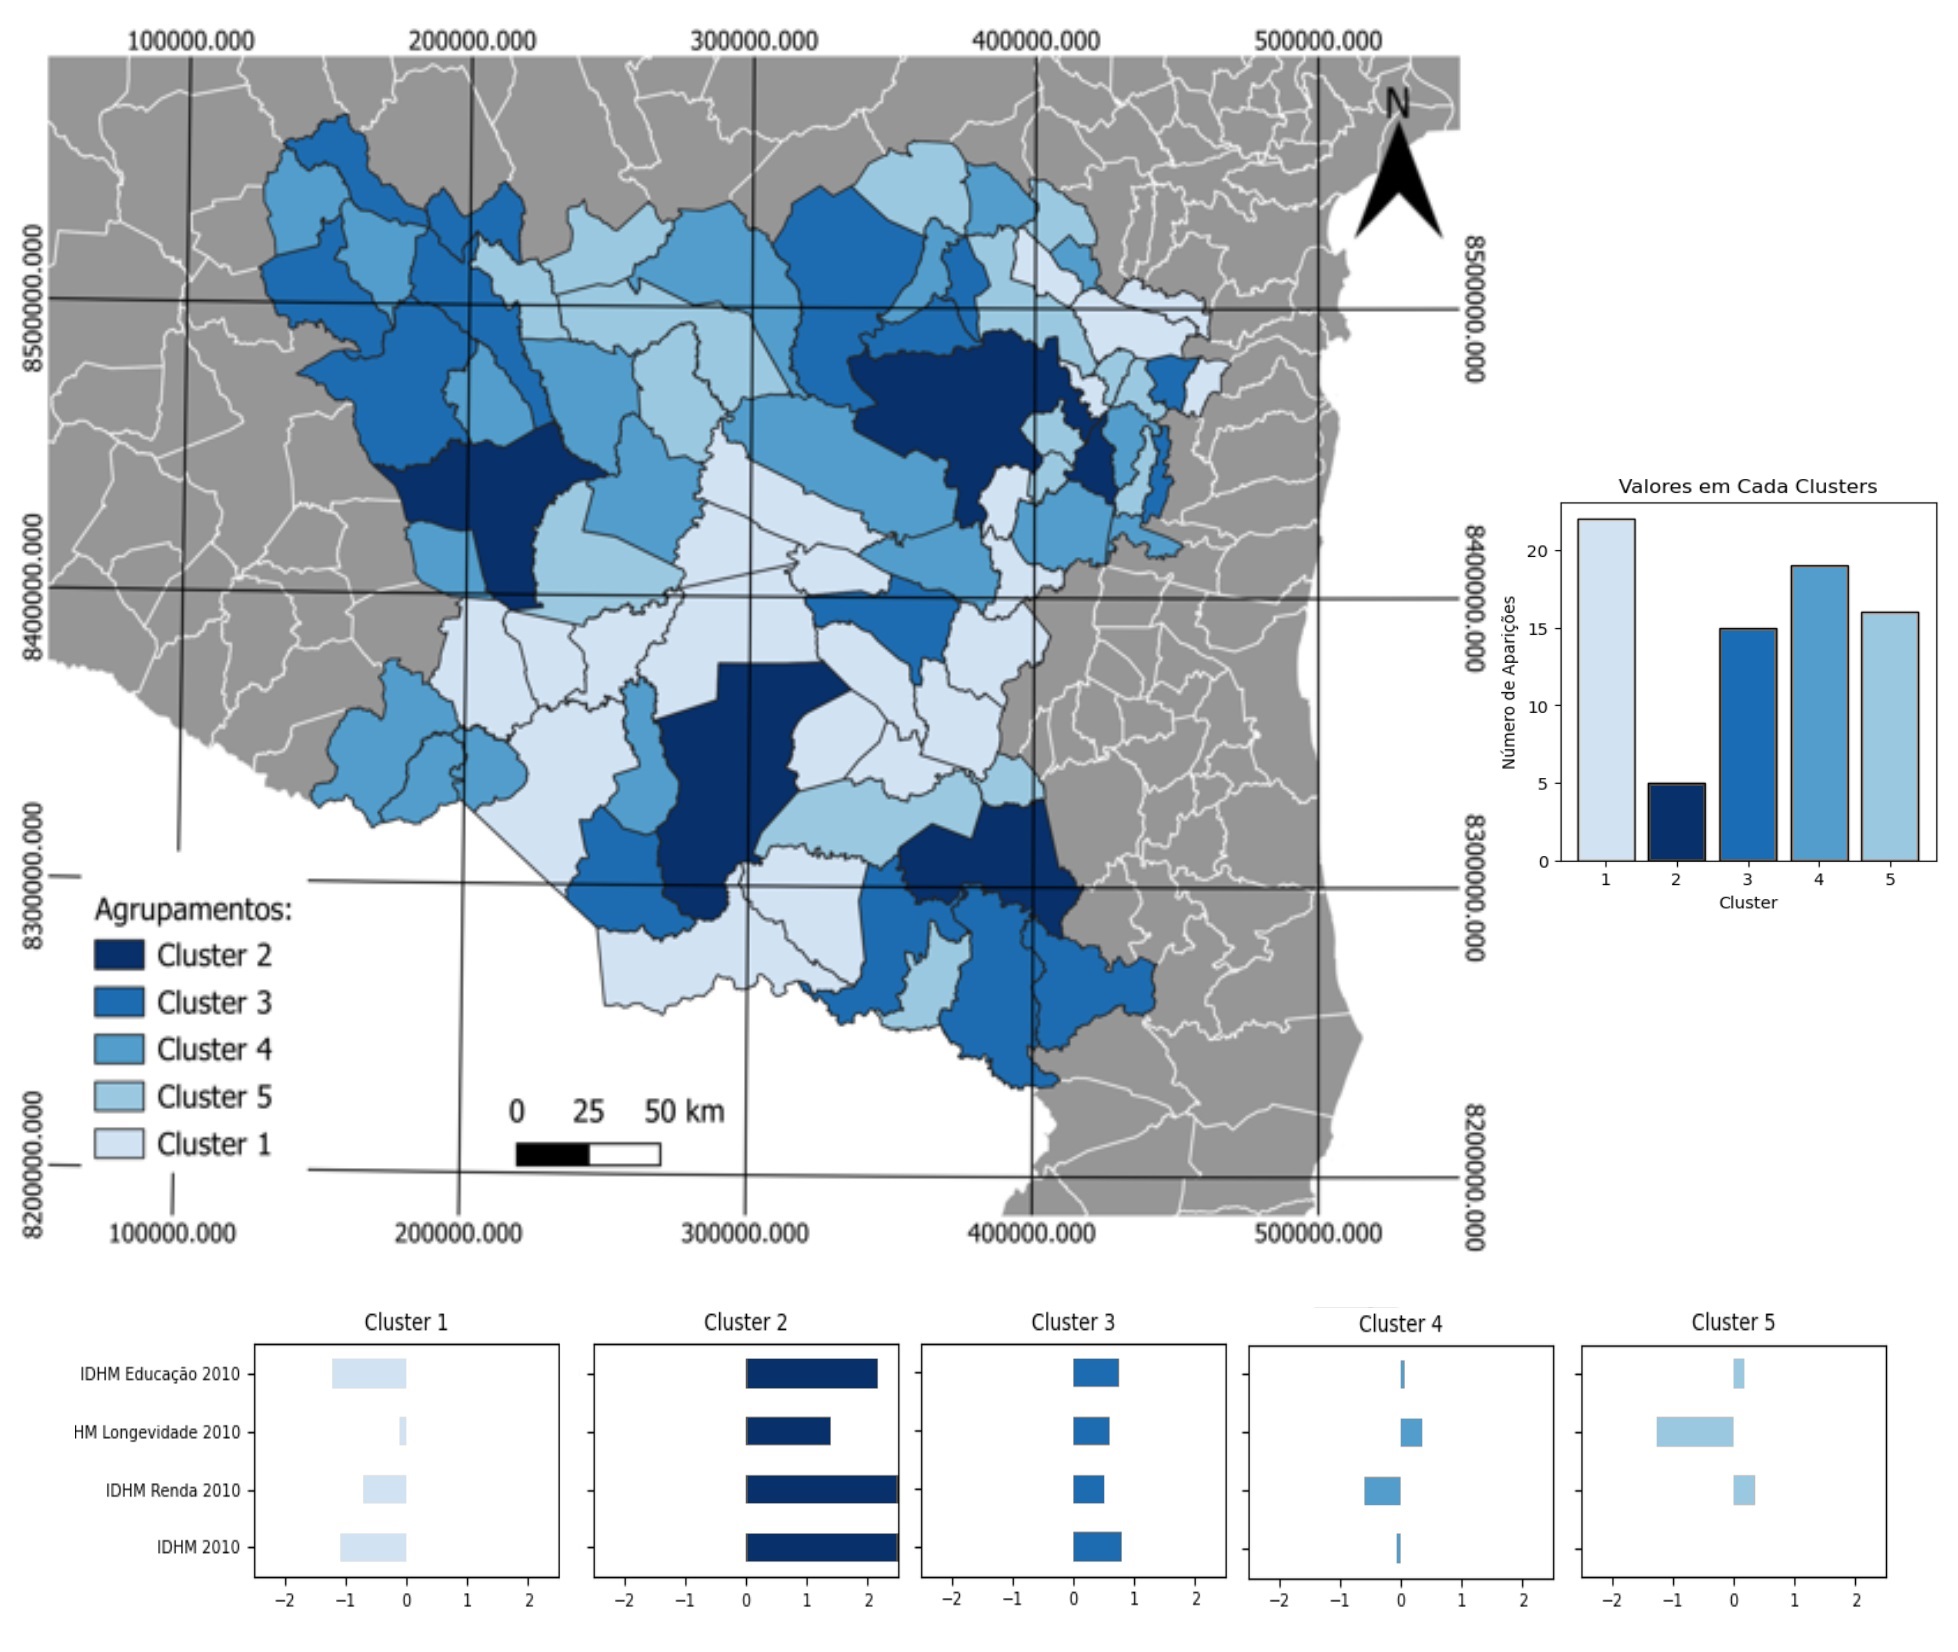 100000.000 200000.000 300000.000 400000.000 500000.000
N
8500000.000
8400000.000
8300000.000
8200000.000
8500000.000
8400000.000
8300000.000
8200000.000
Agrupamentos:
Cluster 2
Cluster 3
Cluster 4
Cluster 5
Cluster 1
0 25 50 km
100000.000 200000.000 300000.000 400000.000 500000.000
Valores em Cada Clusters
Número de Aparições
20
15
10
5
0
1 2 3 4 5
Cluster
Cluster 1 Cluster 2 Cluster 3 Cluster 4 Cluster 5
IDHM Educação 2010
HM Longevidade 2010
IDHM Renda 2010
IDHM 2010
−2 −1 0 1 2 −2 −1 0 1 2 −2 −1 0 1 2 −2 −1 0 1 2 −2 −1 0 1 2